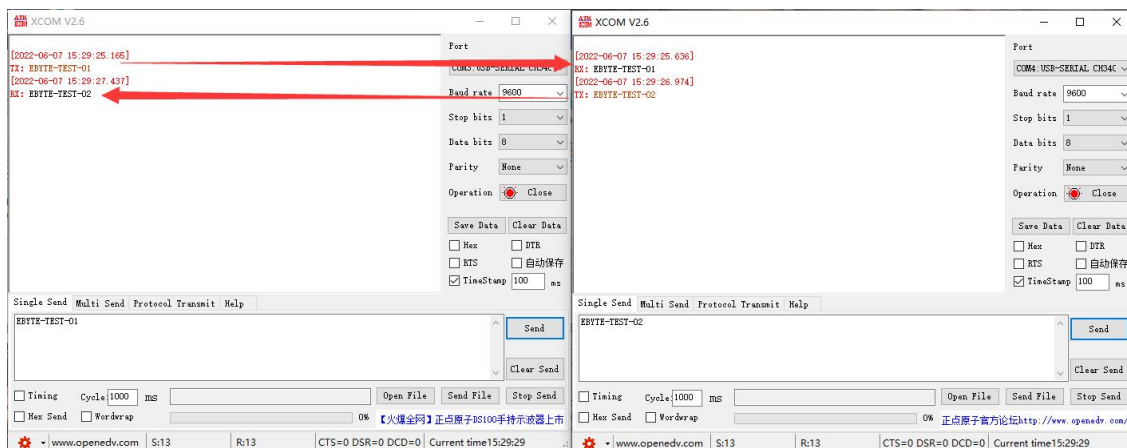 XCOM V2.6
[2022-06-07 15:29:25.165]
TX: EBYTE-TEST-01
[2022-06-07 15:29:27.437]
RX: EBYTE-TEST-02
Port
COM3:USB-SERIAL CH34C
Baud rate 9600
Stop bits 1
Data bits 8
Parity None
Operation Close
Save Data Clear Data
Hex DTR
RTS 自动保存
TimeStamp 100 ms
Single Send Multi Send Protocol Transmit Help
EBYTE-TEST-01
Send
Clear Send
Timing Cycle: 1000 ms Open File Send File Stop Send
Hex Send Wordwrap 0% 【火爆全网】正点原子DS100手持示波器上市
www.openedv.com S:13 R:13 CTS=0 DSR=0 DCD=0 Current time15:29:29
XCOM V2.6
[2022-06-07 15:29:25.636]
RX: EBYTE-TEST-01
[2022-06-07 15:29:26.974]
TX: EBYTE-TEST-02
Port
COM4:USB-SERIAL CH34C
Baud rate 9600
Stop bits 1
Data bits 8
Parity None
Operation Close
Save Data Clear Data
Hex DTR
RTS 自动保存
TimeStamp 100 ms
Single Send Multi Send Protocol Transmit Help
EBYTE-TEST-02
Send
Clear Send
Timing Cycle: 1000 ms Open File Send File Stop Send
Hex Send Wordwrap 0% 正点原子官方论坛http://www.openedv.com/
www.openedv.com S:13 R:13 CTS=0 DSR=0 DCD=0 Current time15:29:29